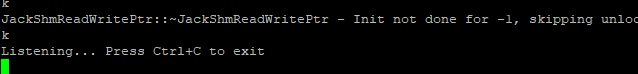 k
JackShmReadWritePtr::~JackShmReadWritePtr - Init not done for -1, skipping unloc
k
Listening... Press Ctrl+C to exit